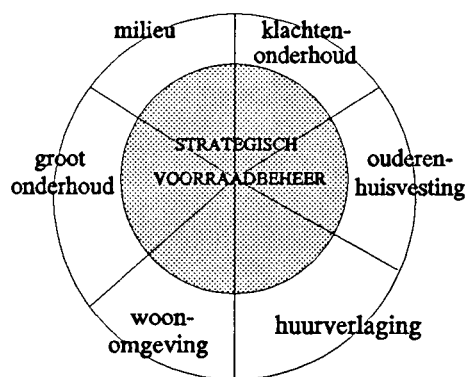 milieu
klachten-
onderhoud
groot
onderhoud
STRATEGISCH
VOORRAADBEHEER
ouderen-
huisvesting
woon-
omgeving
huurverlaging